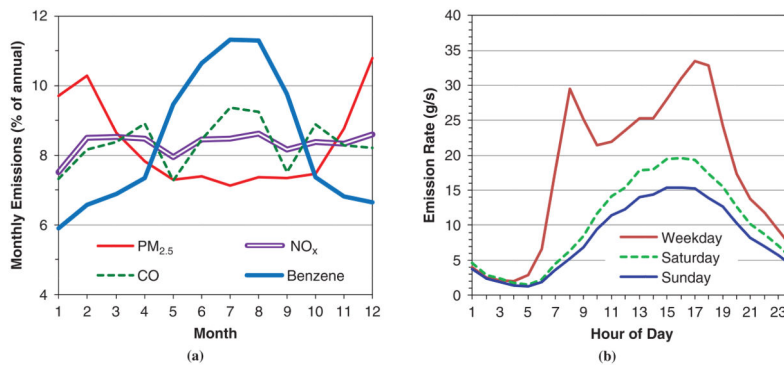 12
10
8
6
4
Monthly Emissions (% of annual)
PM2.5
NOx
CO
Benzene
1 2 3 4 5 6 7 8 9 10 11 12
Month
(a)
40
35
30
25
20
15
10
5
0
Emission Rate (g/s)
Weekday
Saturday
Sunday
1 3 5 7 9 11 13 15 17 19 21 23
Hour of Day
(b)